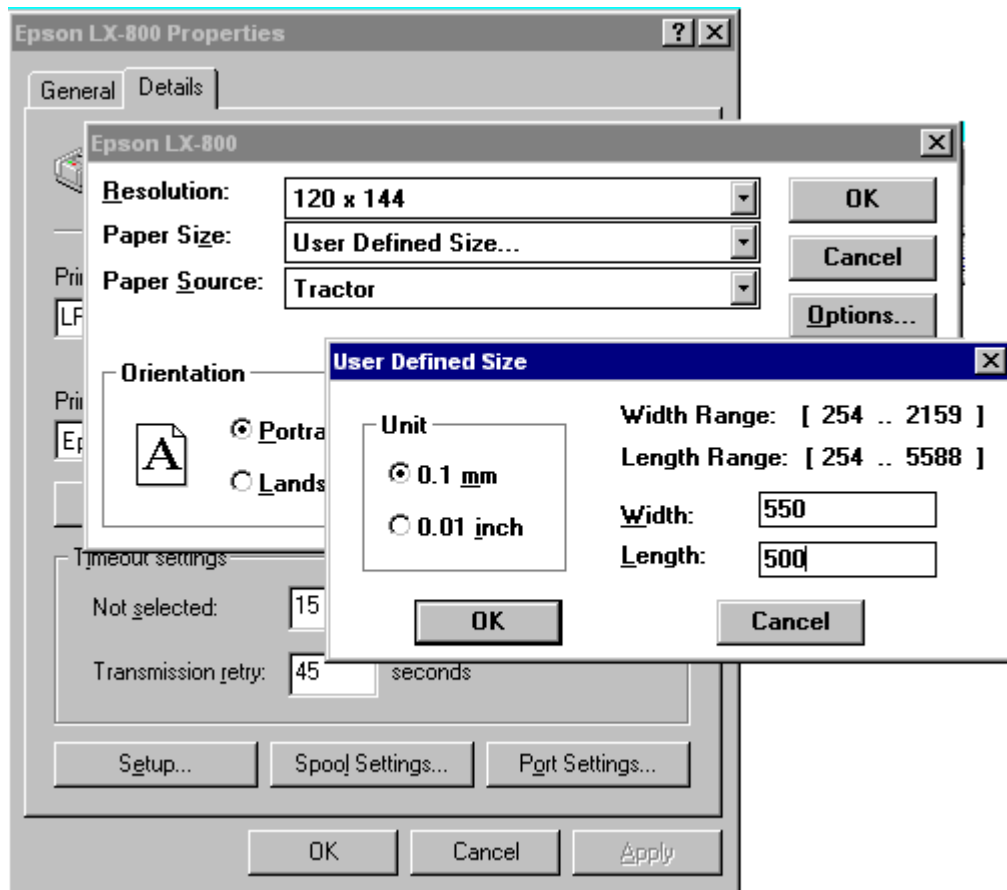 Epson LX-800 Properties
General
Details
Epson LX-800
Resolution:
120 x 144
OK
Paper Size:
User Defined Size...
Cancel
Paper Source:
Tractor
Options...
Orientation
A
User Defined Size
Unit
0.1 mm
0.01 inch
Width Range: [ 254 .. 2159 ]
Length Range: [ 254 .. 5588 ]
Width:
550
Length:
500
OK
Cancel
Timeout settings
Not selected:
15
Transmission retry:
45
seconds
Setup...
Spool Settings...
Port Settings...
OK
Cancel
Apply